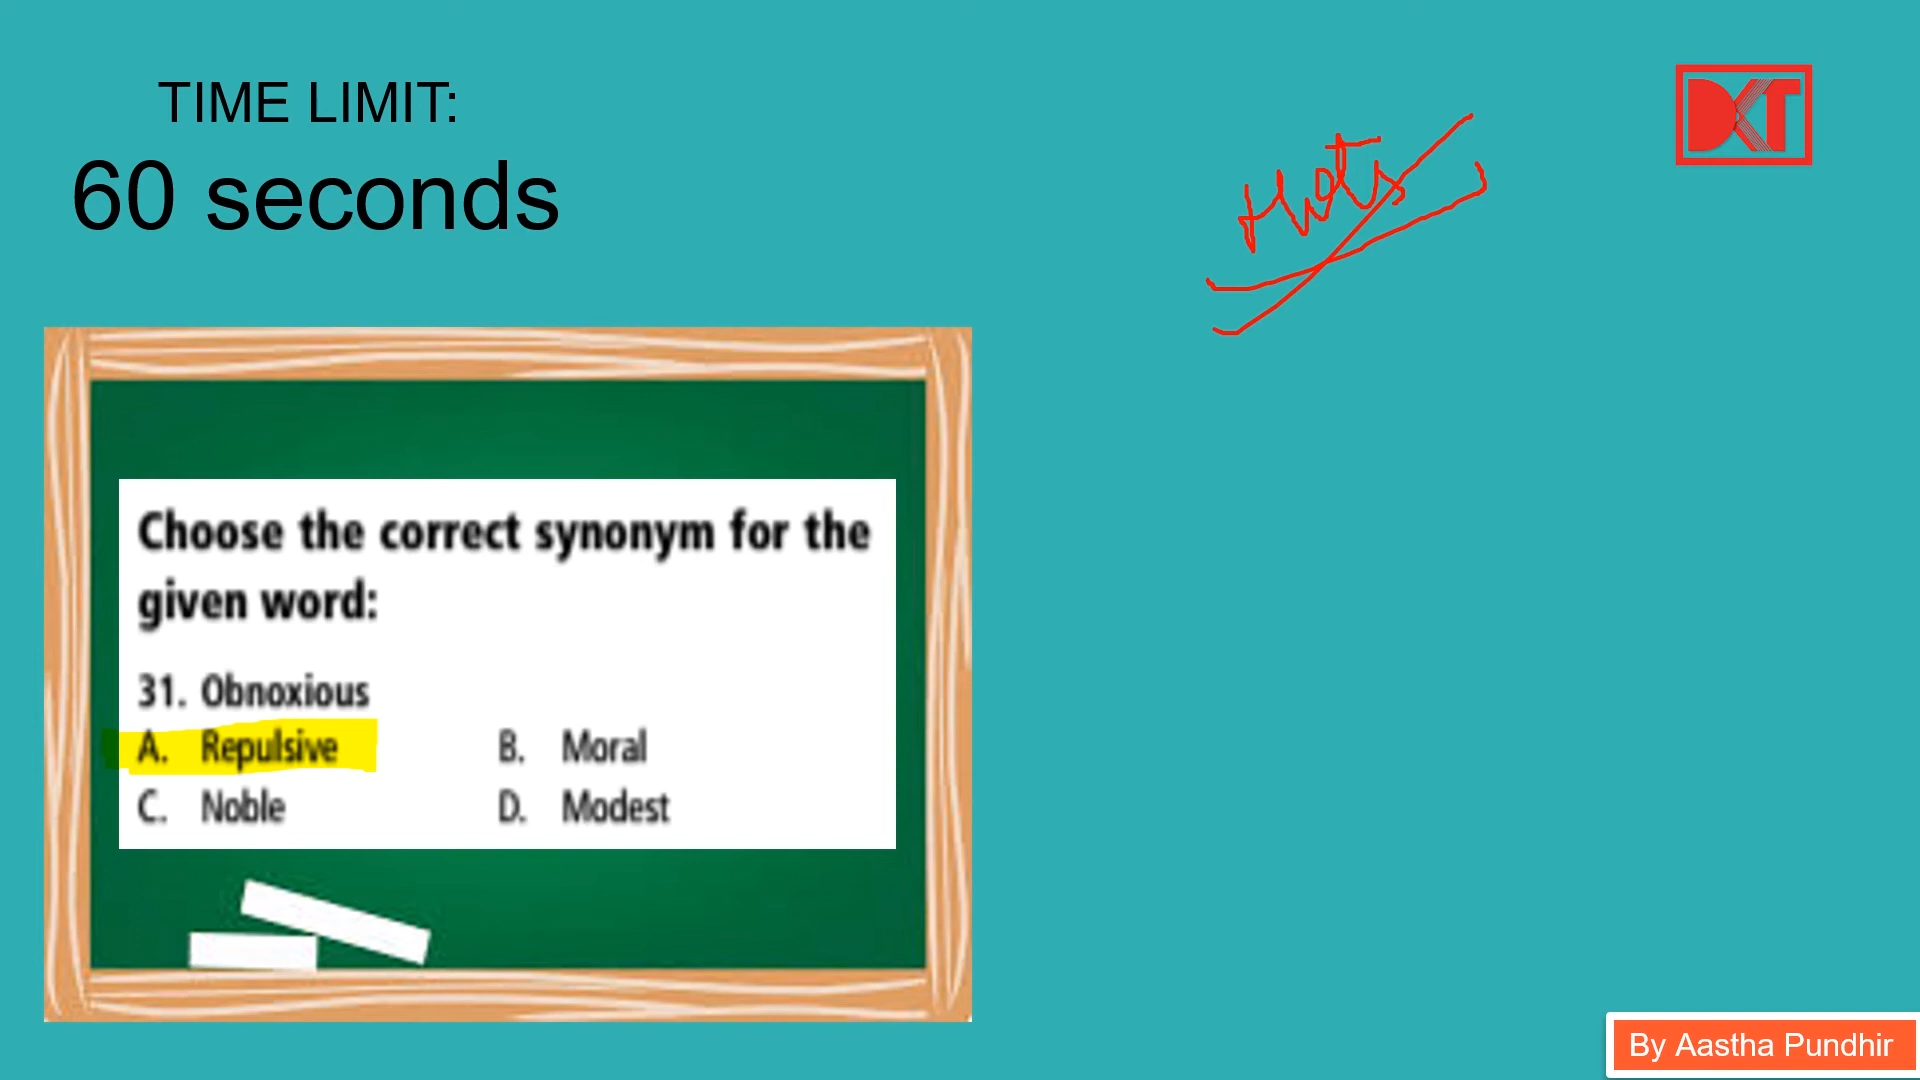 TIME LIMIT:
60 seconds
Hots
DKT
Choose the correct synonym for the
given word:
31. Obnoxious
A. Repulsive B. Moral
C. Noble D. Modest
By Aastha Pundhir